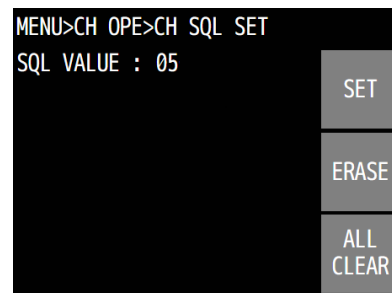 MENU>CH OPE>CH SQL SET
SQL VALUE : 05
SET
ERASE
ALL
CLEAR